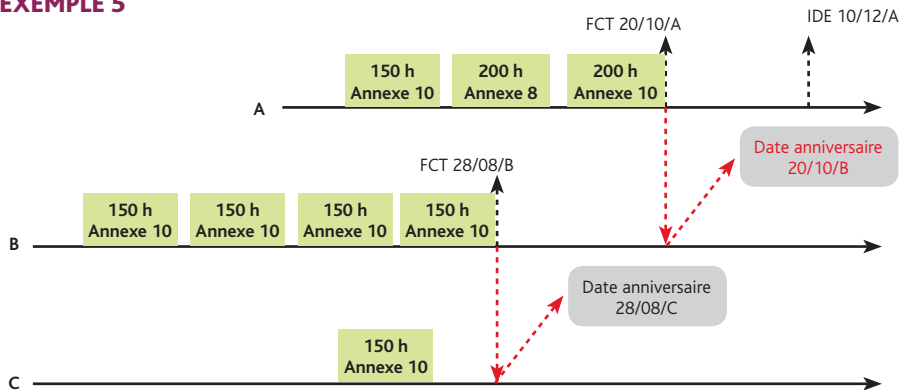 EXEMPLE 5
FCT 20/10/A
IDE 10/12/A
150 h
Annexe 10
200 h
Annexe 8
200 h
Annexe 10
A
Date anniversaire
20/10/B
FCT 28/08/B
150 h
Annexe 10
150 h
Annexe 10
150 h
Annexe 10
150 h
Annexe 10
B
Date anniversaire
28/08/C
150 h
Annexe 10
C